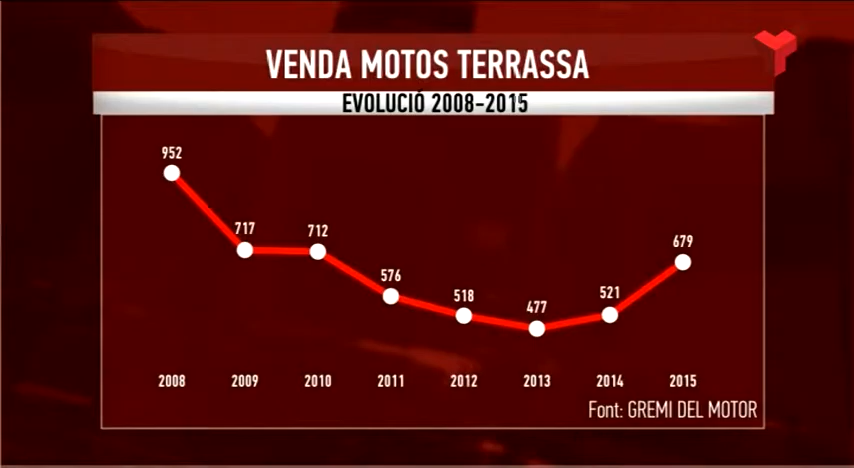 VENDA MOTOS TERRASSA
EVOLUCIÓ 2008-2015
952
717
712
576
518
477
521
679
2008 2009 2010 2011 2012 2013 2014 2015
Font: GREMI DEL MOTOR